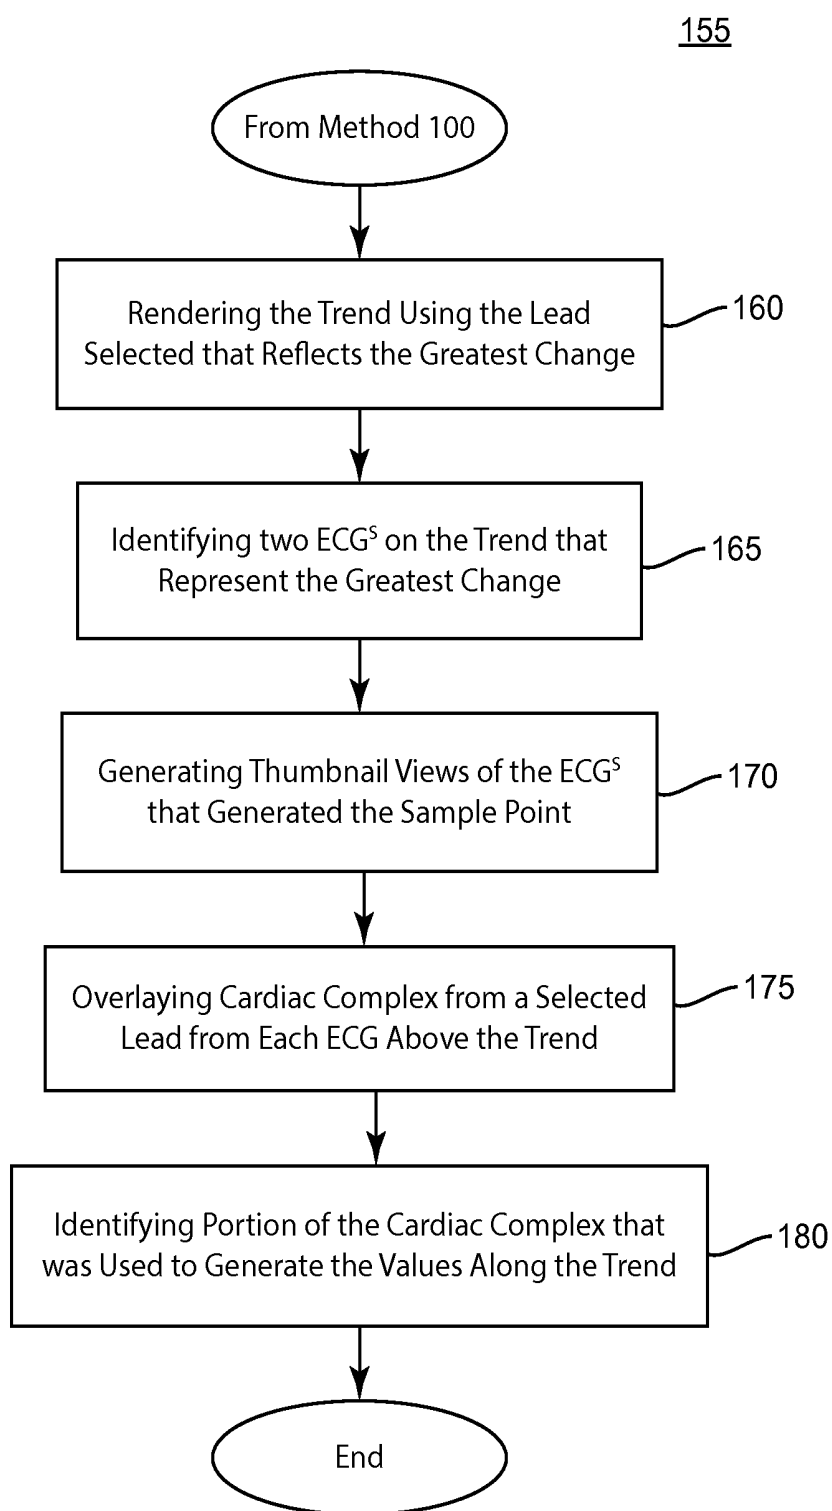 155
From Method 100
Rendering the Trend Using the Lead
Selected that Reflects the Greatest Change
160
Identifying two ECGˢ on the Trend that
Represent the Greatest Change
165
Generating Thumbnail Views of the ECGˢ
that Generated the Sample Point
170
Overlaying Cardiac Complex from a Selected
Lead from Each ECG Above the Trend
175
Identifying Portion of the Cardiac Complex that
was Used to Generate the Values Along the Trend
180
End